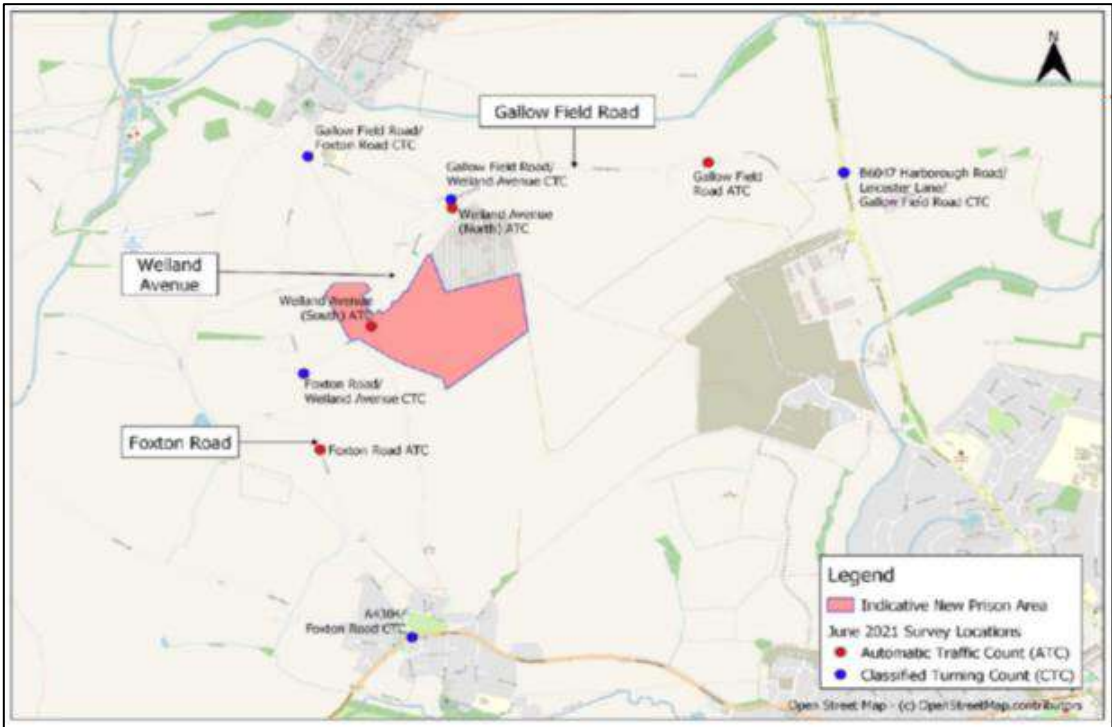 N
Gallow Field Road
Gallow Field Road/
Foxton Road CTC
Gallow Field Road/
Welland Avenue CTC
Welland Avenue
(North) ATC
Gallow Field
Road ATC
B6047 Harborough Road/
Leicester Lane/
Gallow Field Road CTC
Welland
Avenue
Welland Avenue
(South) ATC
Foxton Road/
Welland Avenue CTC
Foxton Road
Foxton Road ATC
A4304/
Foxton Road CTC
Legend
Indicative New Prison Area
June 2021 Survey Locations
Automatic Traffic Count (ATC)
Classified Turning Count (CTC)
Open Street Map - (c) OpenStreetMap contributors